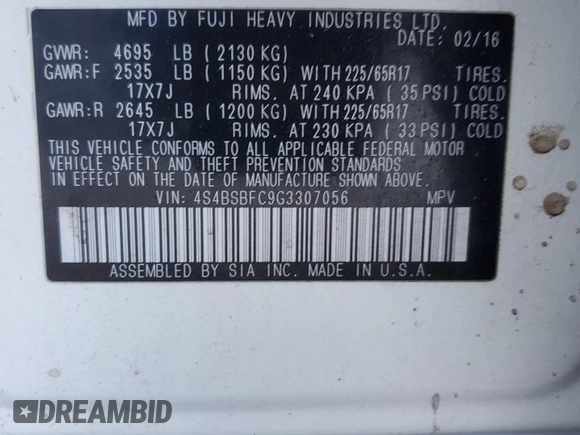 MFD BY FUJI HEAVY INDUSTRIES LTD.
DATE: 02/16
GVWR: 4695 LB ( 2130 KG)
GAWR:F 2535 LB ( 1150 KG) WITH 225/65R17 TIRES.
17X7J RIMS. AT 240 KPA ( 35 PSI) COLD
GAWR:R 2645 LB ( 1200 KG) WITH 225/65R17 TIRES.
17X7J RIMS. AT 230 KPA ( 33 PSI) COLD
THIS VEHICLE CONFORMS TO ALL APPLICABLE FEDERAL MOTOR
VEHICLE SAFETY AND THEFT PREVENTION STANDARDS
IN EFFECT ON THE DATE OF MANUFACTURE SHOWN ABOVE.
VIN: 4S4BSBFC9G3307056 MPV
ASSEMBLED BY SIA INC. MADE IN U.S.A.
DREAMBID